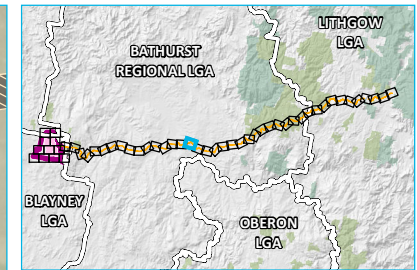 LITHGOW
LGA
BATHURST
REGIONAL LGA
BLAYNEY
LGA
OBERON
LGA